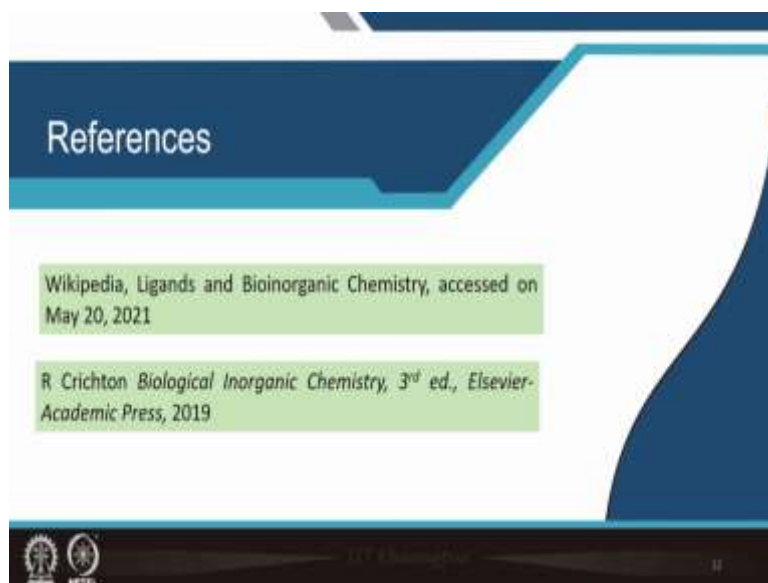 References
Wikipedia, Ligands and Bioinorganic Chemistry, accessed on
May 20, 2021
R Crichton Biological Inorganic Chemistry, 3rd ed., Elsevier-
Academic Press, 2019